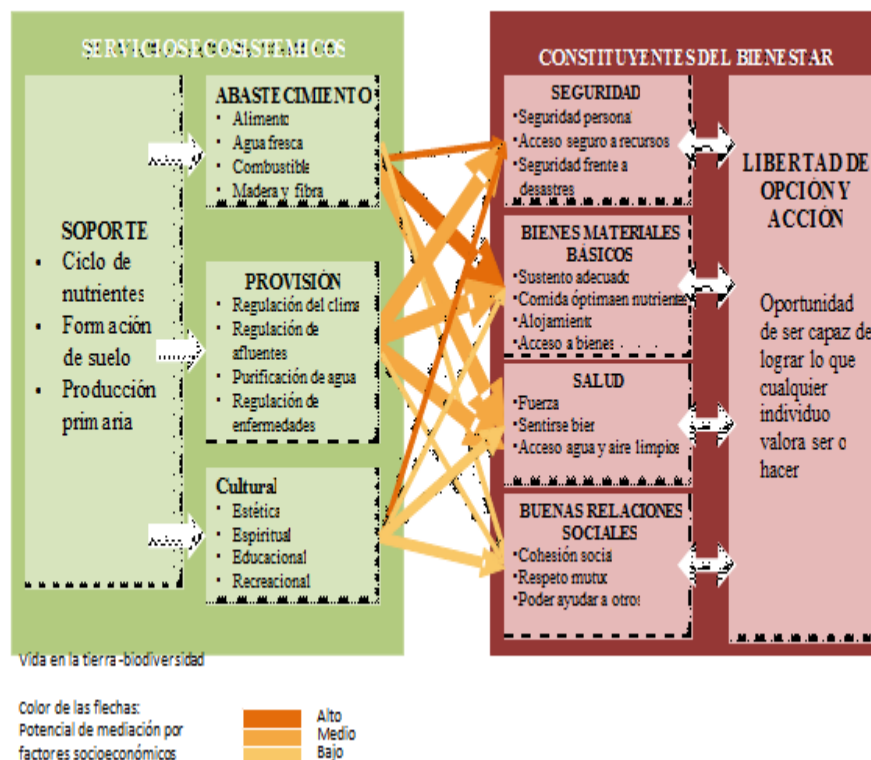 SERVICIOS ECOSISTEMICOS
SOPORTE
• Ciclo de
nutrientes
• Formación
de suelo
• Producción
primaria
ABASTECIMIENTO
• Alimento
• Agua fresca
• Combustible
• Madera y fibra
PROVISIÓN
• Regulación del clima
• Regulación de
afluentes
• Purificación de agua
• Regulación de
enfermedades
Cultural
• Estética
• Espiritual
• Educacional
• Recreacional
CONSTITUYENTES DEL BIENESTAR
SEGURIDAD
•Seguridad personal
•Acceso seguro a recursos
•Seguridad frente a
desastres
BIENES MATERIALES
BÁSICOS
•Sustento adecuado
•Comida óptima en nutrientes
•Alojamiento
•Acceso a bienes
SALUD
•Fuerza
•Sentirse bien
•Acceso agua y aire limpios
BUENAS RELACIONES
SOCIALES
•Cohesión social
•Respeto mutuo
•Poder ayudar a otros
LIBERTAD DE
OPCIÓN Y
ACCIÓN
Oportunidad
de ser capaz de
lograr lo que
cualquier
individuo
valora ser o
hacer
Vida en la tierra -biodiversidad
Color de las flechas:
Potencial de mediación por
factores socioeconómicos
Alto
Medio
Bajo